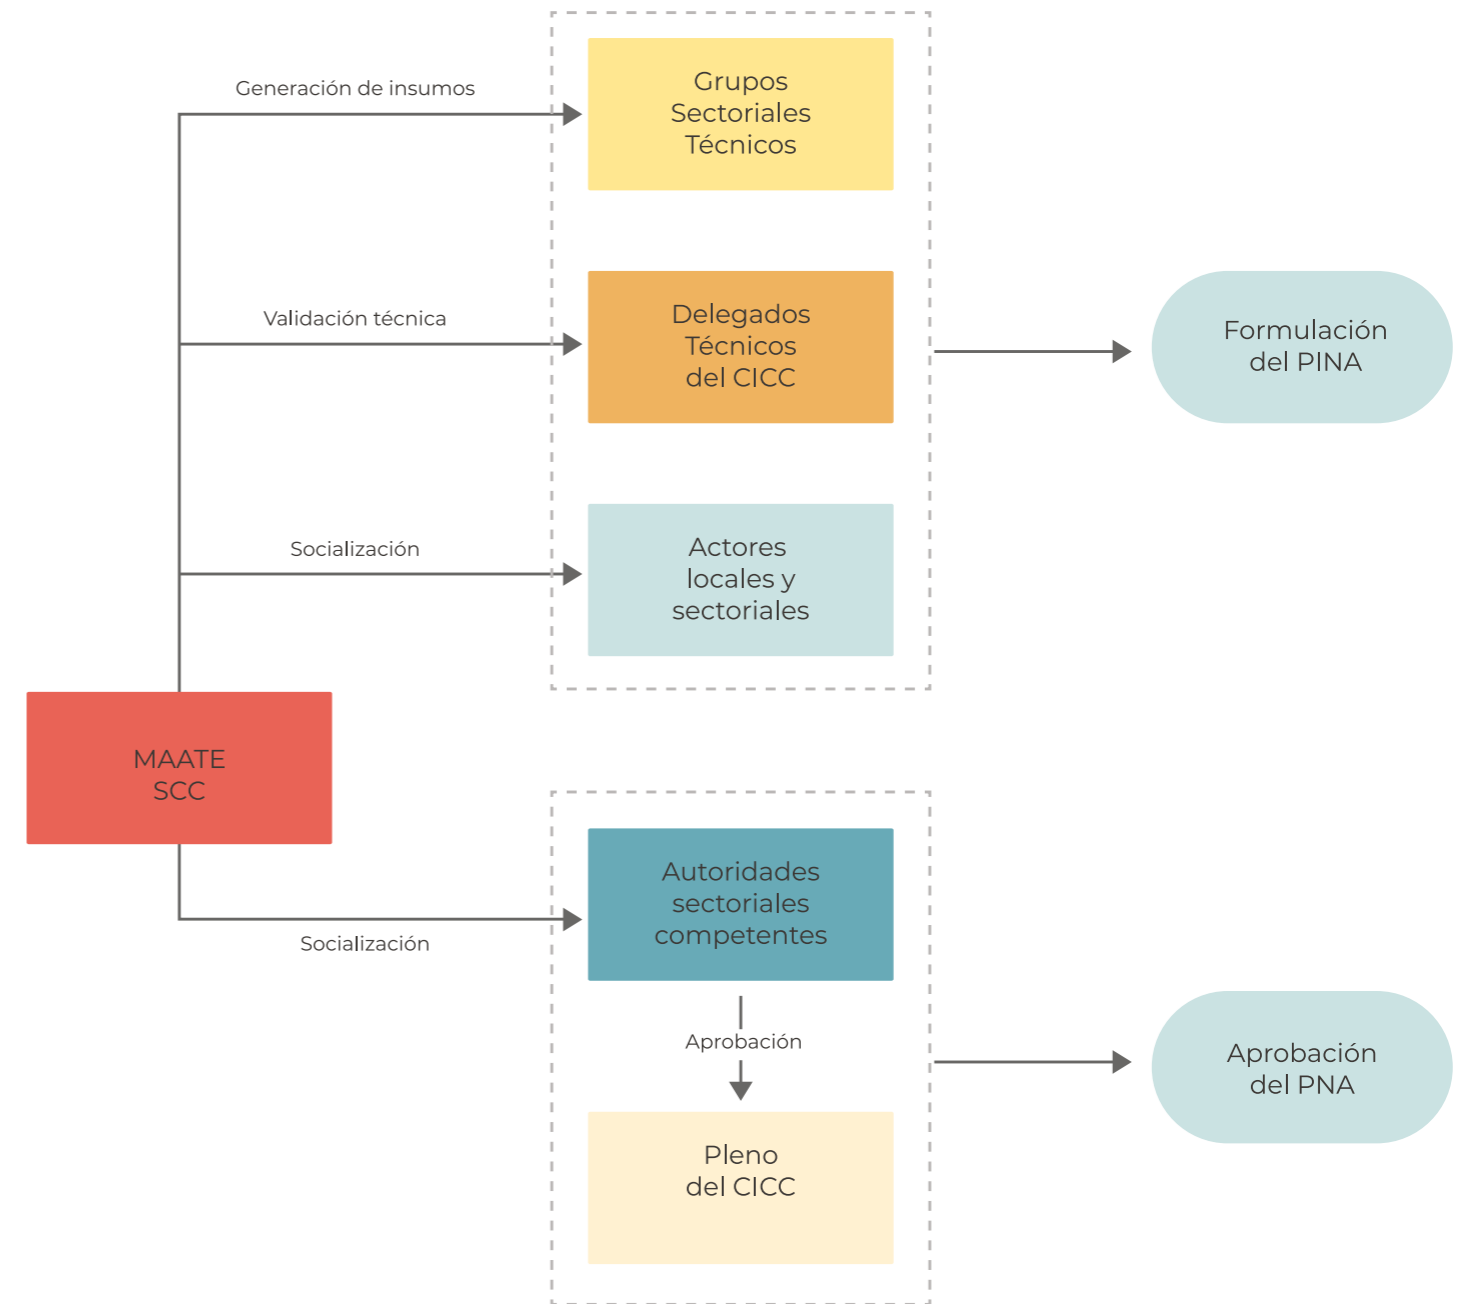 Generación de insumos
Grupos
Sectoriales
Técnicos
Validación técnica
Delegados
Técnicos
del CICC
Formulación
del PINA
Socialización
Actores
locales y
sectoriales
MAATE
SCC
Socialización
Autoridades
sectoriales
competentes
Aprobación
Pleno
del CICC
Aprobación
del PNA